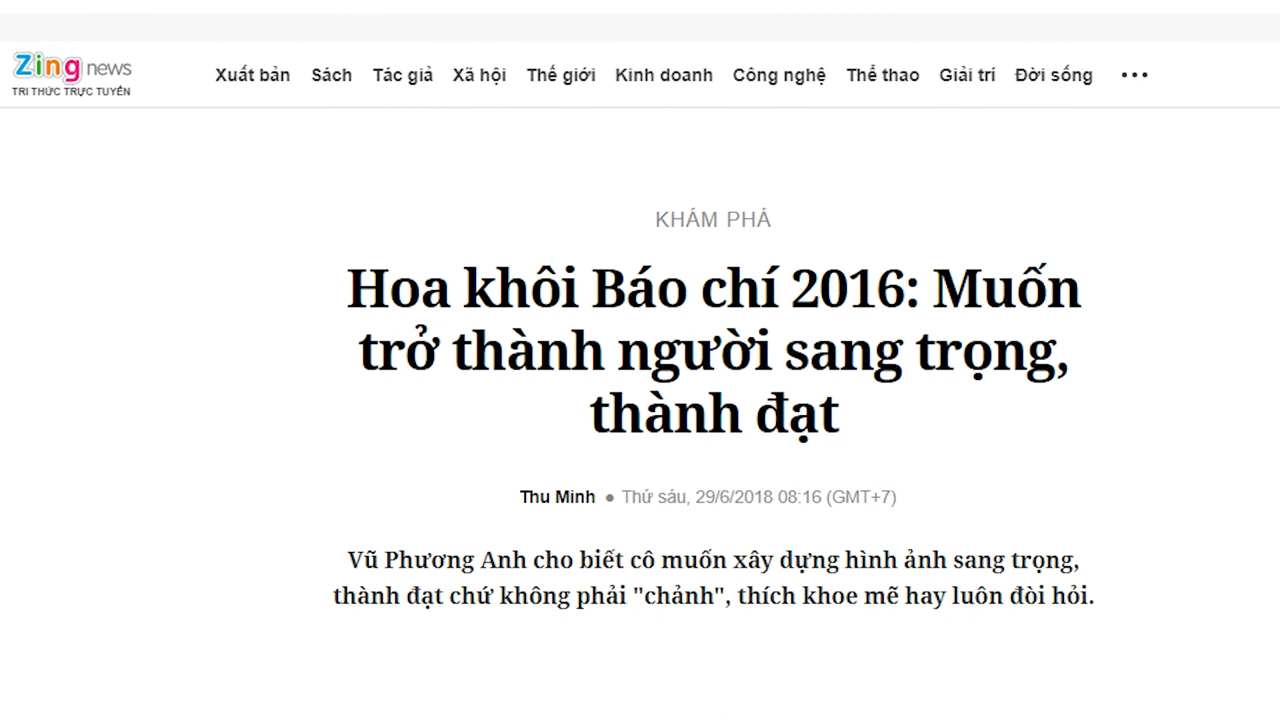 Zing news
TRI THỨC TRỰC TUYẾN
Xuất bản Sách Tác giả Xã hội Thế giới Kinh doanh Công nghệ Thể thao Giải trí Đời sống •••
KHÁM PHÁ
Hoa khôi Báo chí 2016: Muốn
trở thành người sang trọng,
thành đạt
Thu Minh ● Thứ sáu, 29/6/2018 08:16 (GMT+7)
Vũ Phương Anh cho biết cô muốn xây dựng hình ảnh sang trọng,
thành đạt chứ không phải "chảnh", thích khoe mẽ hay luôn đòi hỏi.